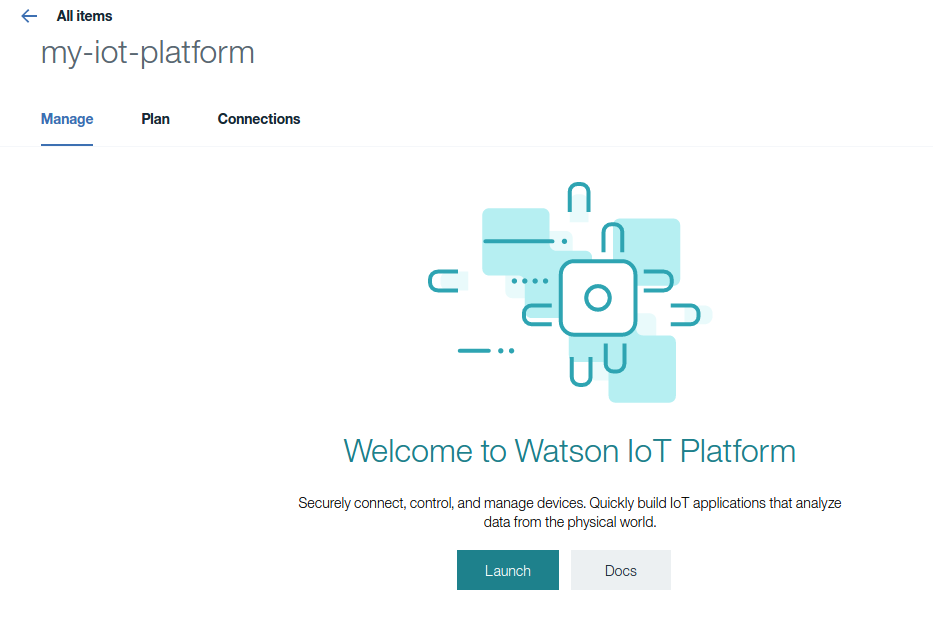 All items
my-iot-platform
Manage Plan Connections
Welcome to Watson IoT Platform
Securely connect, control, and manage devices. Quickly build IoT applications that analyze
data from the physical world.
Launch Docs